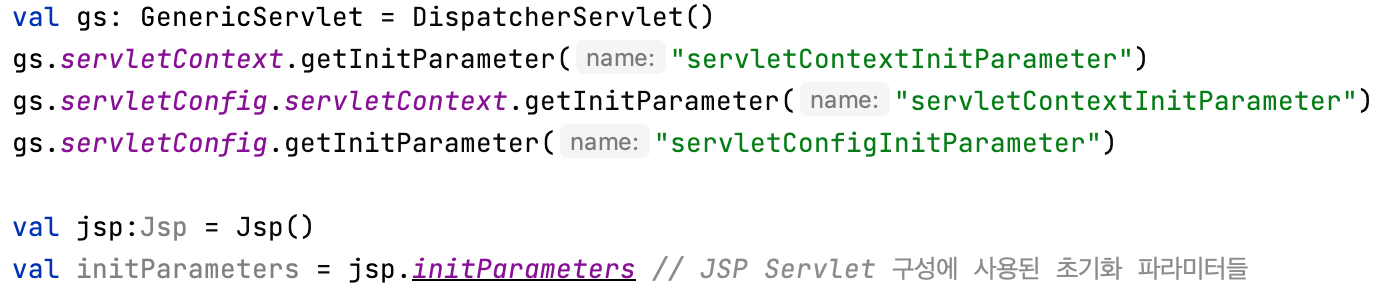 val gs: GenericServlet = DispatcherServlet()
gs.servletContext.getInitParameter( name: "servletContextInitParameter")
gs.servletConfig.servletContext.getInitParameter( name: "servletContextInitParameter")
gs.servletConfig.getInitParameter( name: "servletConfigInitParameter")
val jsp:Jsp = Jsp()
val initParameters = jsp.initParameters // JSP Servlet 구성에 사용된 초기화 파라미터들